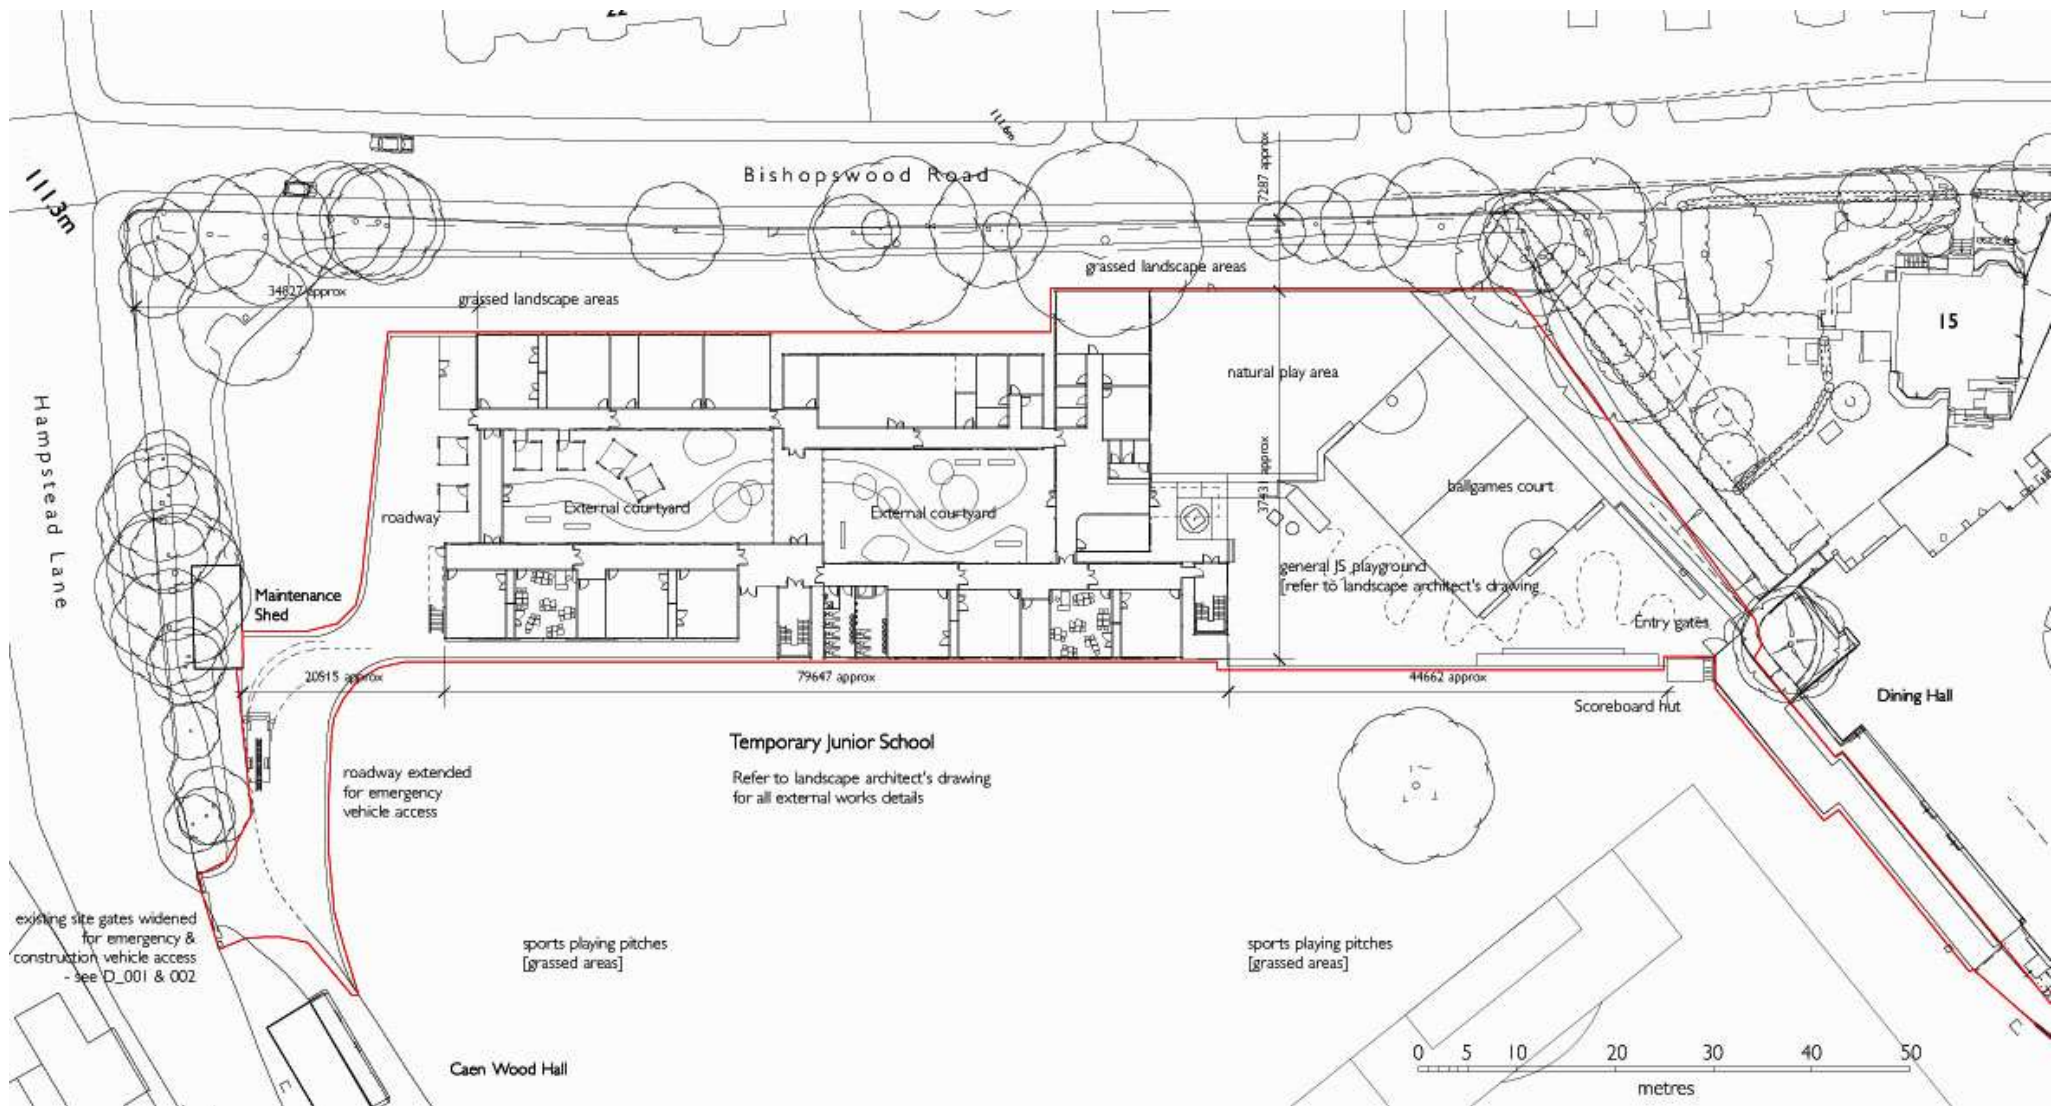 22
111.6m
Bishopswood Road
7287 approx
111.3m
grassed landscape areas
34827 approx
grassed landscape areas
15
natural play area
Hampstead Lane
37431 approx
ballgames court
External courtyard
External courtyard
roadway
general JS playground
[refer to landscape architect's drawing
Maintenance
Shed
Entry gates
20515 approx
79647 approx
44662 approx
Dining Hall
Scoreboard hut
Temporary Junior School
Refer to landscape architect's drawing
for all external works details
roadway extended
for emergency
vehicle access
existing site gates widened
for emergency &
construction vehicle access
- see D_001 & 002
sports playing pitches
[grassed areas]
sports playing pitches
[grassed areas]
Caen Wood Hall
0 5 10 20 30 40 50
metres